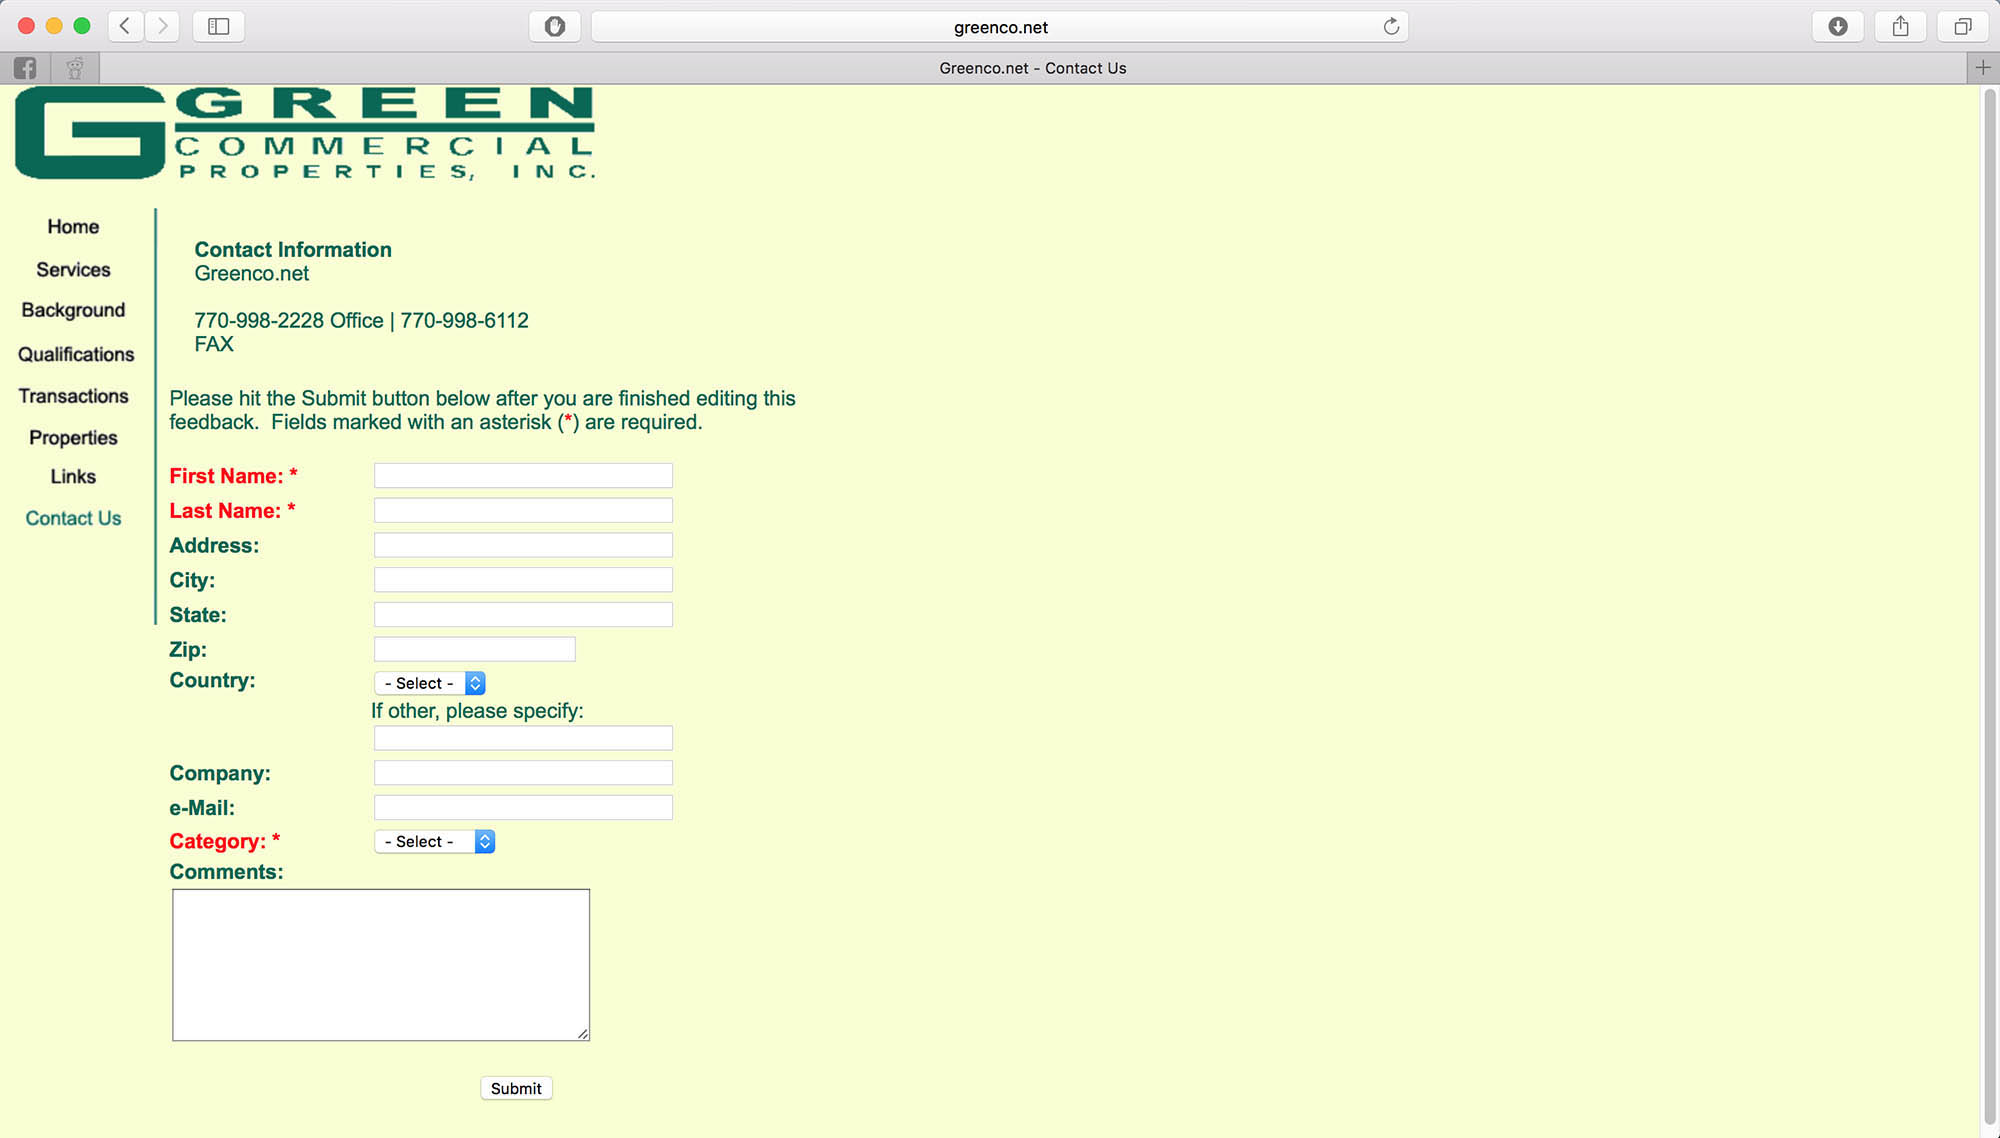 greenco.net
Greenco.net - Contact Us
GREEN
COMMERCIAL
PROPERTIES, INC.
Home
Services
Background
Qualifications
Transactions
Properties
Links
Contact Us
Contact Information
Greenco.net
770-998-2228 Office | 770-998-6112
FAX
Please hit the Submit button below after you are finished editing this
feedback.  Fields marked with an asterisk (*) are required.
First Name: *
Last Name: *
Address:
City:
State:
Zip:
Country: - Select -
If other, please specify:
Company:
e-Mail:
Category: * - Select -
Comments:
Submit